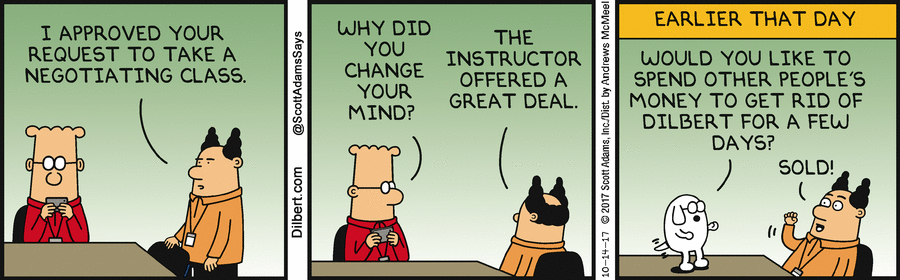 I APPROVED YOUR
REQUEST TO TAKE A
NEGOTIATING CLASS.
Dilbert.com @ScottAdamsSays
WHY DID
YOU
CHANGE
YOUR
MIND?
THE
INSTRUCTOR
OFFERED A
GREAT DEAL.
10-14-17 © 2017 Scott Adams, Inc./Dist. by Andrews McMeel
EARLIER THAT DAY
WOULD YOU LIKE TO
SPEND OTHER PEOPLE'S
MONEY TO GET RID OF
DILBERT FOR A FEW
DAYS?
SOLD!